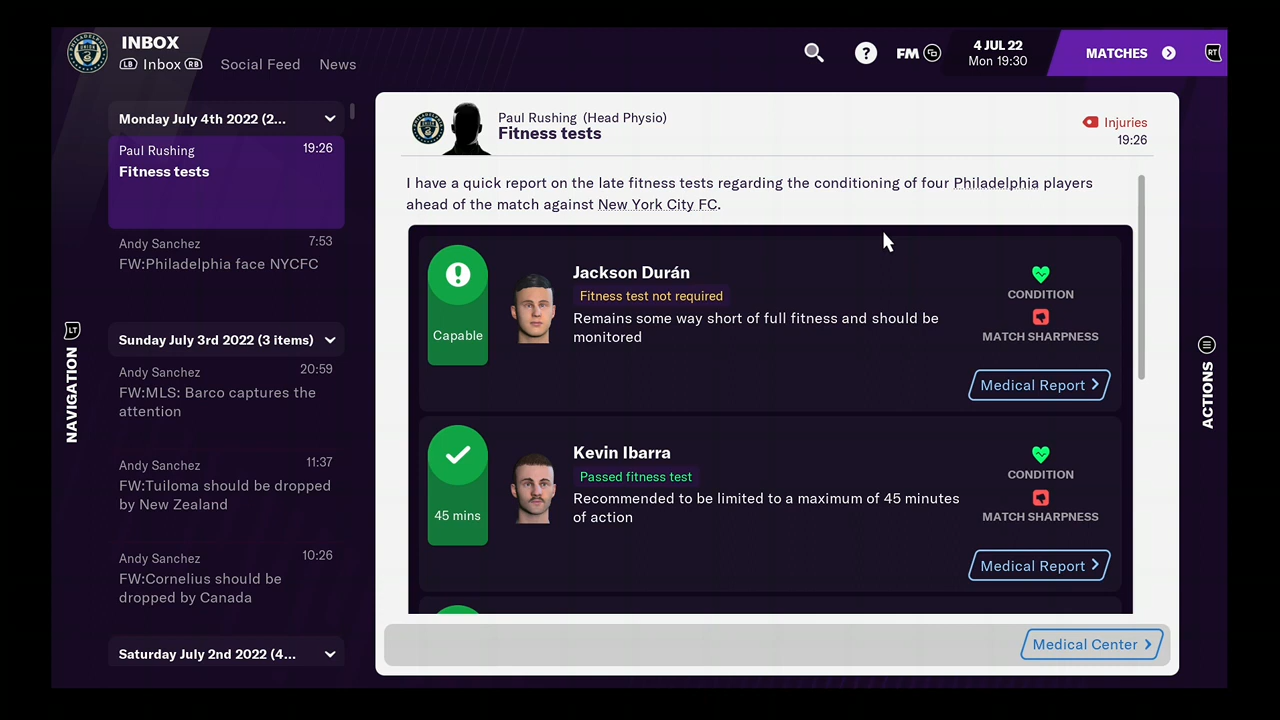 INBOX
LB Inbox RB Social Feed News
FM
4 JUL 22
Mon 19:30
MATCHES
RT
Monday July 4th 2022 (2...
Paul Rushing 19:26
Fitness tests
Andy Sanchez 7:53
FW:Philadelphia face NYCFC
Sunday July 3rd 2022 (3 items)
Andy Sanchez 20:59
FW:MLS: Barco captures the
attention
Andy Sanchez 11:37
FW:Tuiloma should be dropped
by New Zealand
Andy Sanchez 10:26
FW:Cornelius should be
dropped by Canada
Saturday July 2nd 2022 (4...
LT
NAVIGATION
Paul Rushing (Head Physio)
Fitness tests
Injuries
19:26
I have a quick report on the late fitness tests regarding the conditioning of four Philadelphia players
ahead of the match against New York City FC.
Capable
Jackson Durán
Fitness test not required
Remains some way short of full fitness and should be
monitored
CONDITION
MATCH SHARPNESS
Medical Report
45 mins
Kevin Ibarra
Passed fitness test
Recommended to be limited to a maximum of 45 minutes
of action
CONDITION
MATCH SHARPNESS
Medical Report
Medical Center
ACTIONS